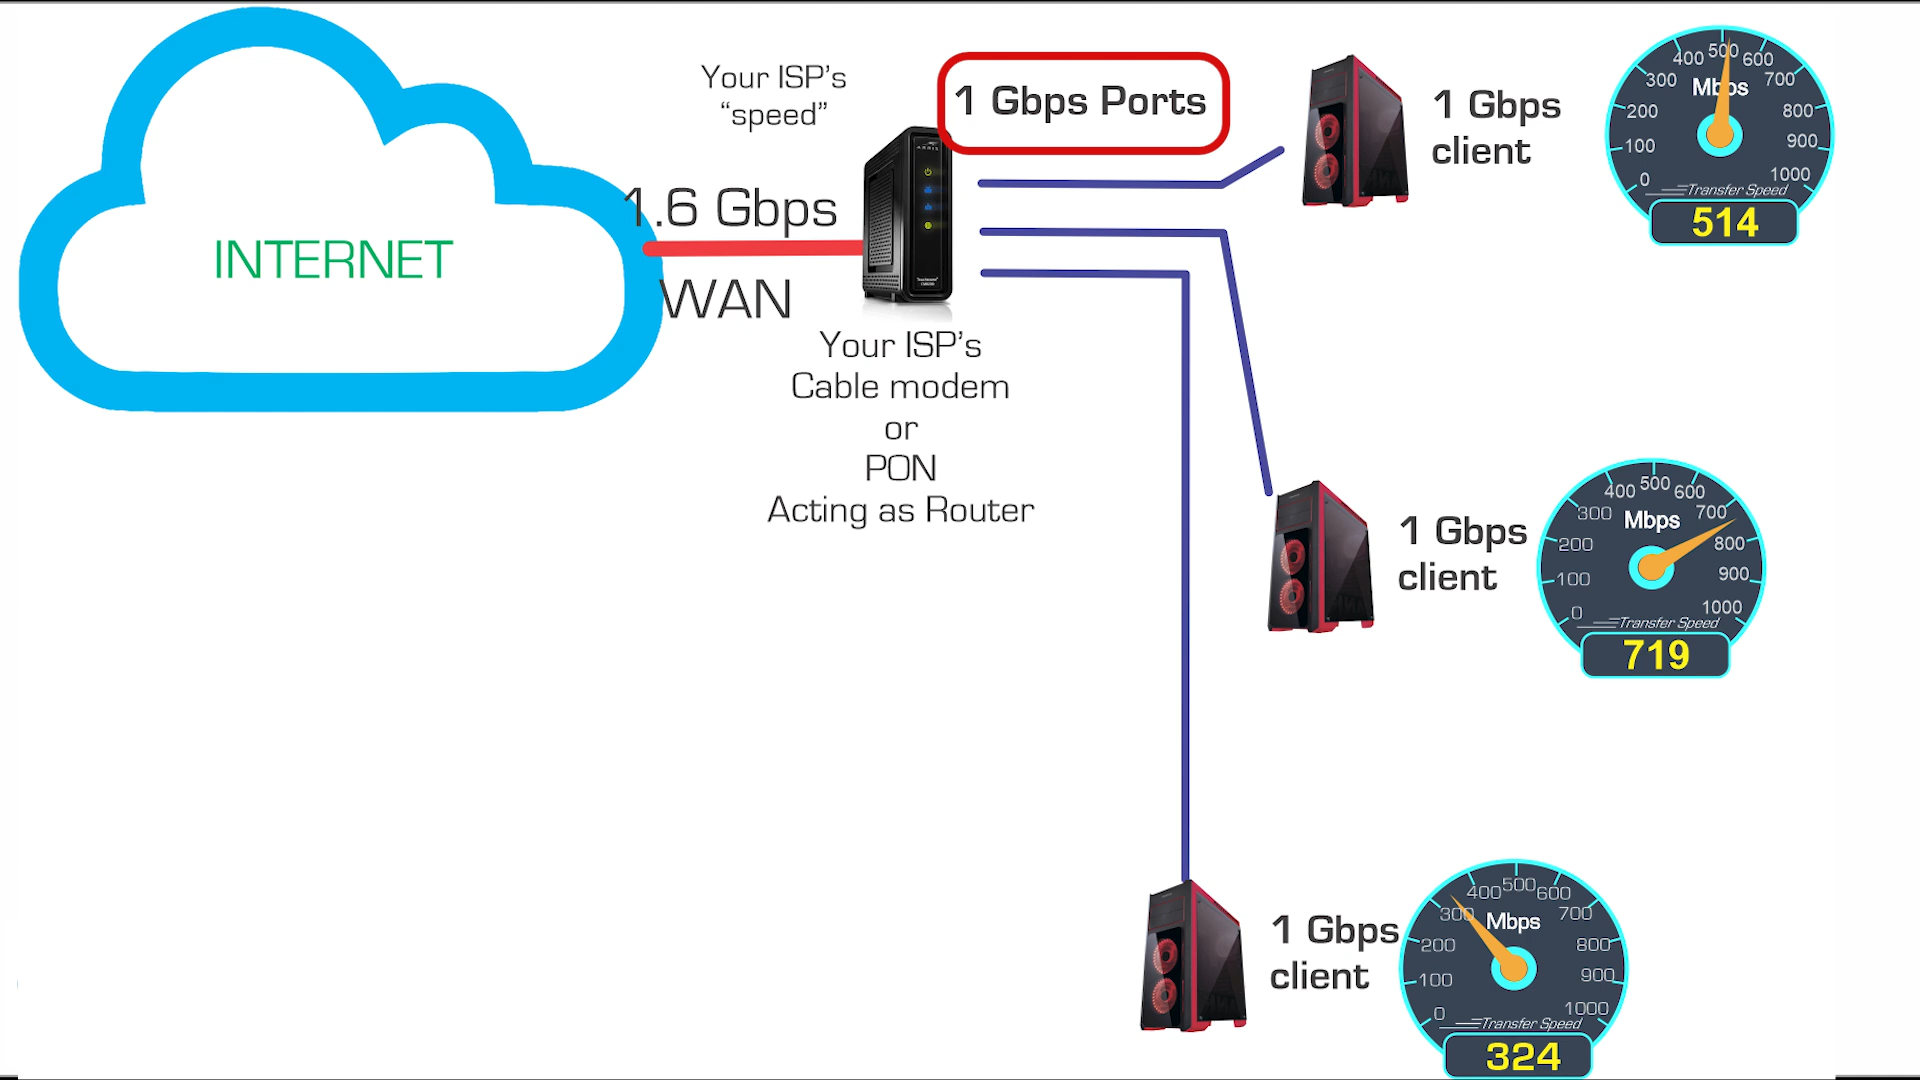 Your ISP's
"speed"
1 Gbps Ports
1.6 Gbps
WAN
INTERNET
ARRIS
Your ISP's
Cable modem
or
PON
Acting as Router
1 Gbps
client
0
100
200
300
400
500
600
700
800
900
1000
Mbps
Transfer Speed
514
1 Gbps
client
0
100
200
300
400
500
600
700
800
900
1000
Mbps
Transfer Speed
719
1 Gbps
client
0
100
200
300
400
500
600
700
800
900
1000
Mbps
Transfer Speed
324